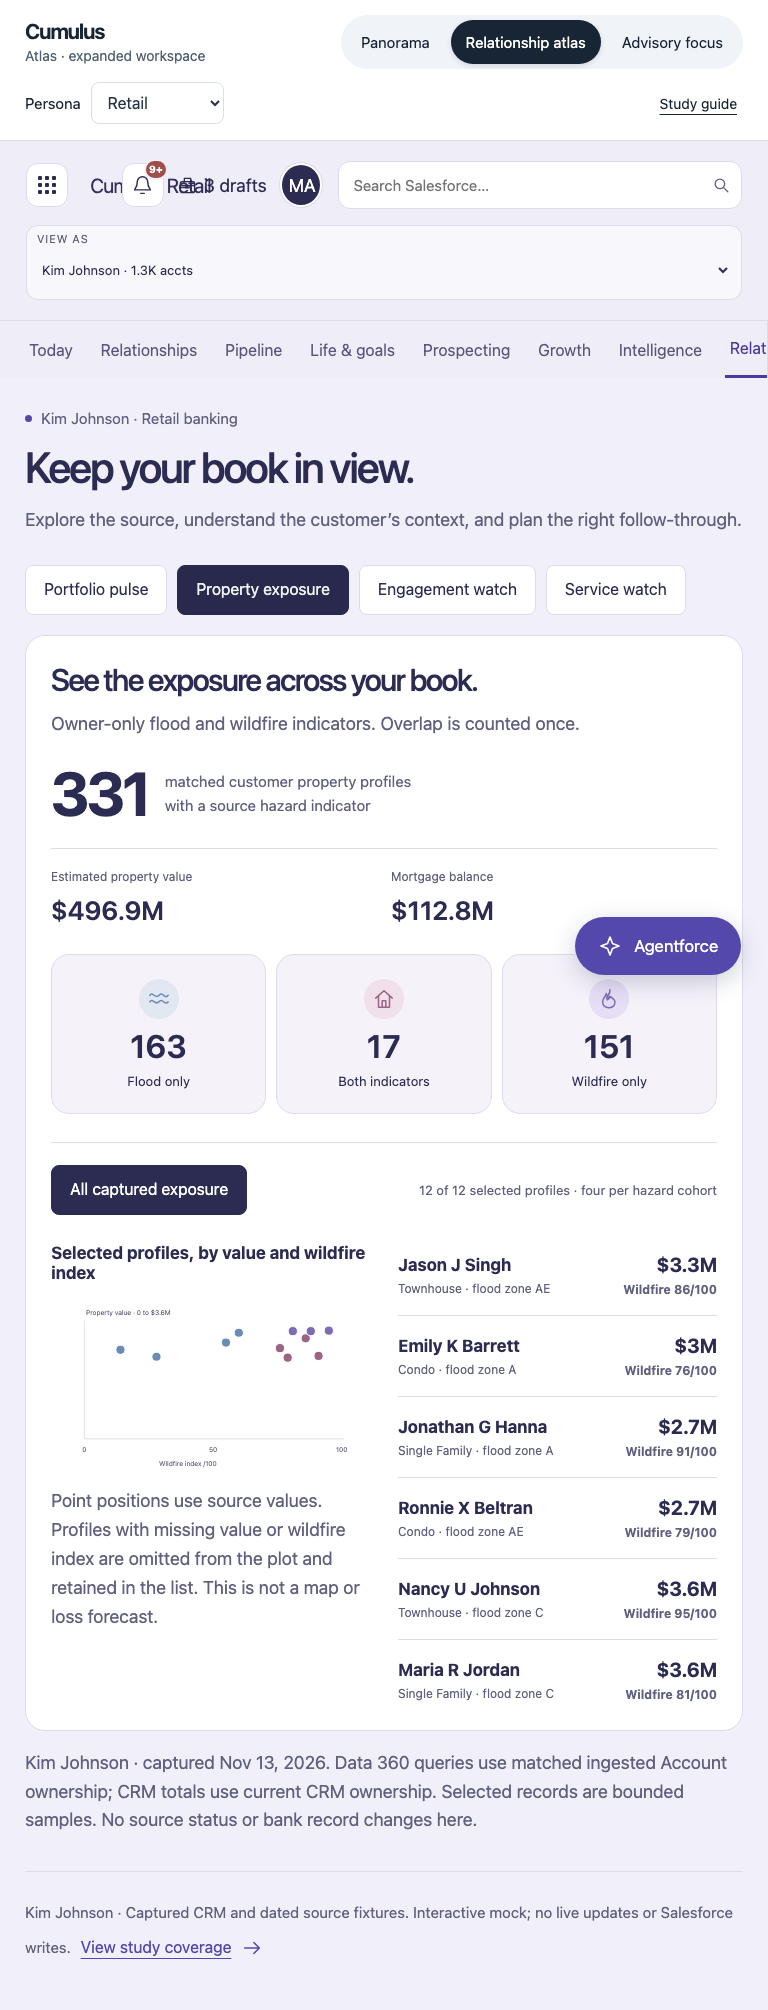 Cumulus
Atlas · expanded workspace
Panorama
Relationship atlas
Advisory focus
Persona
Retail
Study guide
9+
3 drafts
MA
Search Salesforce...
VIEW AS
Kim Johnson · 1.3K accts
Today
Relationships
Pipeline
Life & goals
Prospecting
Growth
Intelligence
Relat
Kim Johnson · Retail banking
Keep your book in view.
Explore the source, understand the customer’s context, and plan the right follow-through.
Portfolio pulse
Property exposure
Engagement watch
Service watch
See the exposure across your book.
Owner-only flood and wildfire indicators. Overlap is counted once.
331
matched customer property profiles
with a source hazard indicator
Estimated property value
$496.9M
Mortgage balance
$112.8M
Agentforce
163
Flood only
17
Both indicators
151
Wildfire only
All captured exposure
12 of 12 selected profiles · four per hazard cohort
Selected profiles, by value and wildfire
index
Property value · 0 to $3.6M
0
50
100
Wildfire index /100
Point positions use source values.
Profiles with missing value or wildfire
index are omitted from the plot and
retained in the list. This is not a map or
loss forecast.
Jason J Singh
$3.3M
Townhouse · flood zone AE
Wildfire 86/100
Emily K Barrett
$3M
Condo · flood zone A
Wildfire 76/100
Jonathan G Hanna
$2.7M
Single Family · flood zone A
Wildfire 91/100
Ronnie X Beltran
$2.7M
Condo · flood zone AE
Wildfire 79/100
Nancy U Johnson
$3.6M
Townhouse · flood zone C
Wildfire 95/100
Maria R Jordan
$3.6M
Single Family · flood zone C
Wildfire 81/100
Kim Johnson · captured Nov 13, 2026. Data 360 queries use matched ingested Account
ownership; CRM totals use current CRM ownership. Selected records are bounded
samples. No source status or bank record changes here.
Kim Johnson · Captured CRM and dated source fixtures. Interactive mock; no live updates or Salesforce
writes. View study coverage